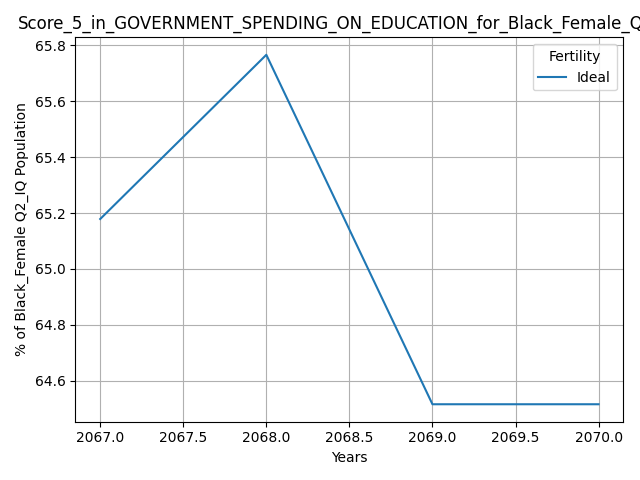 Score_5_in_GOVERNMENT_SPENDING_ON_EDUCATION_for_Black_Female_Q
65.8
65.6
65.4
65.2
65.0
64.8
64.6
% of Black_Female Q2_IQ Population
Fertility
Ideal
2067.0 2067.5 2068.0 2068.5 2069.0 2069.5 2070.0
Years